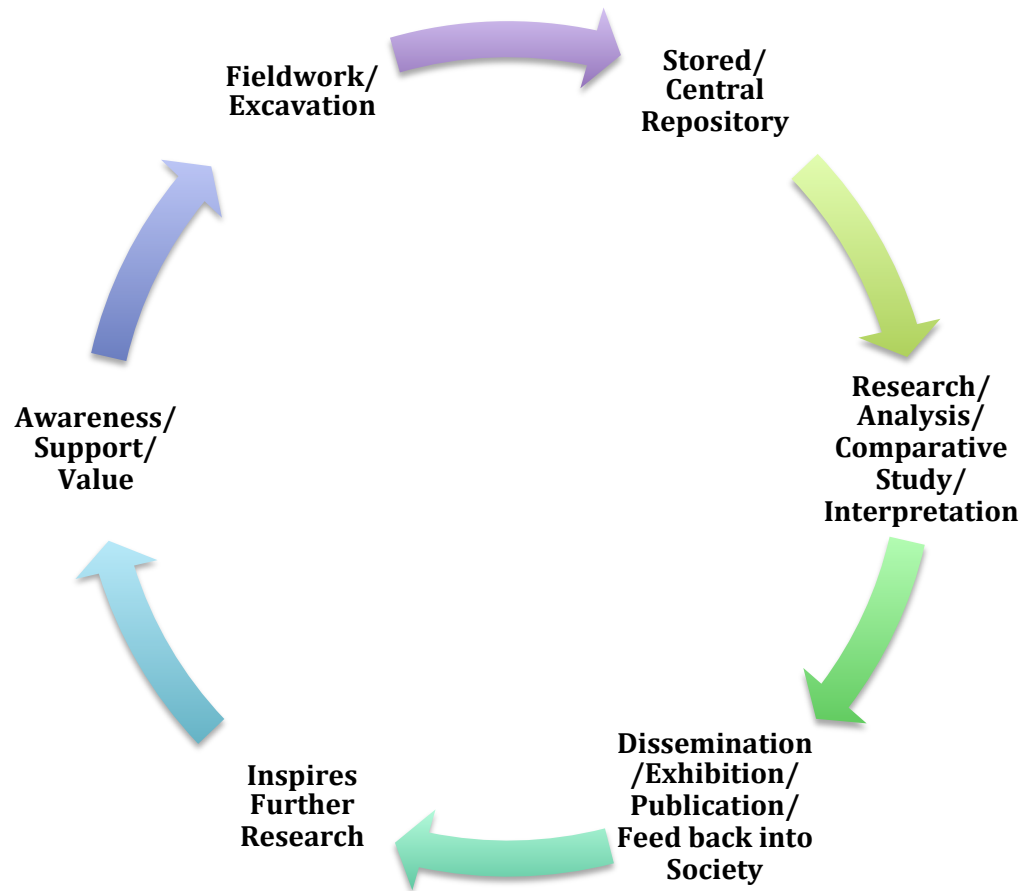 Fieldwork/
Excavation
Stored/
Central
Repository
Research/
Analysis/
Comparative
Study/
Interpretation
Dissemination
/Exhibition/
Publication/
Feed back into
Society
Inspires
Further
Research
Awareness/
Support/
Value